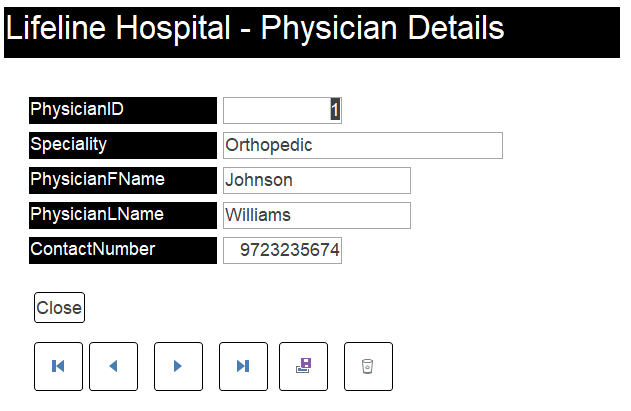 Lifeline Hospital - Physician Details
PhysicianID 1
Speciality Orthopedic
PhysicianFName Johnson
PhysicianLName Williams
ContactNumber 9723235674
Close